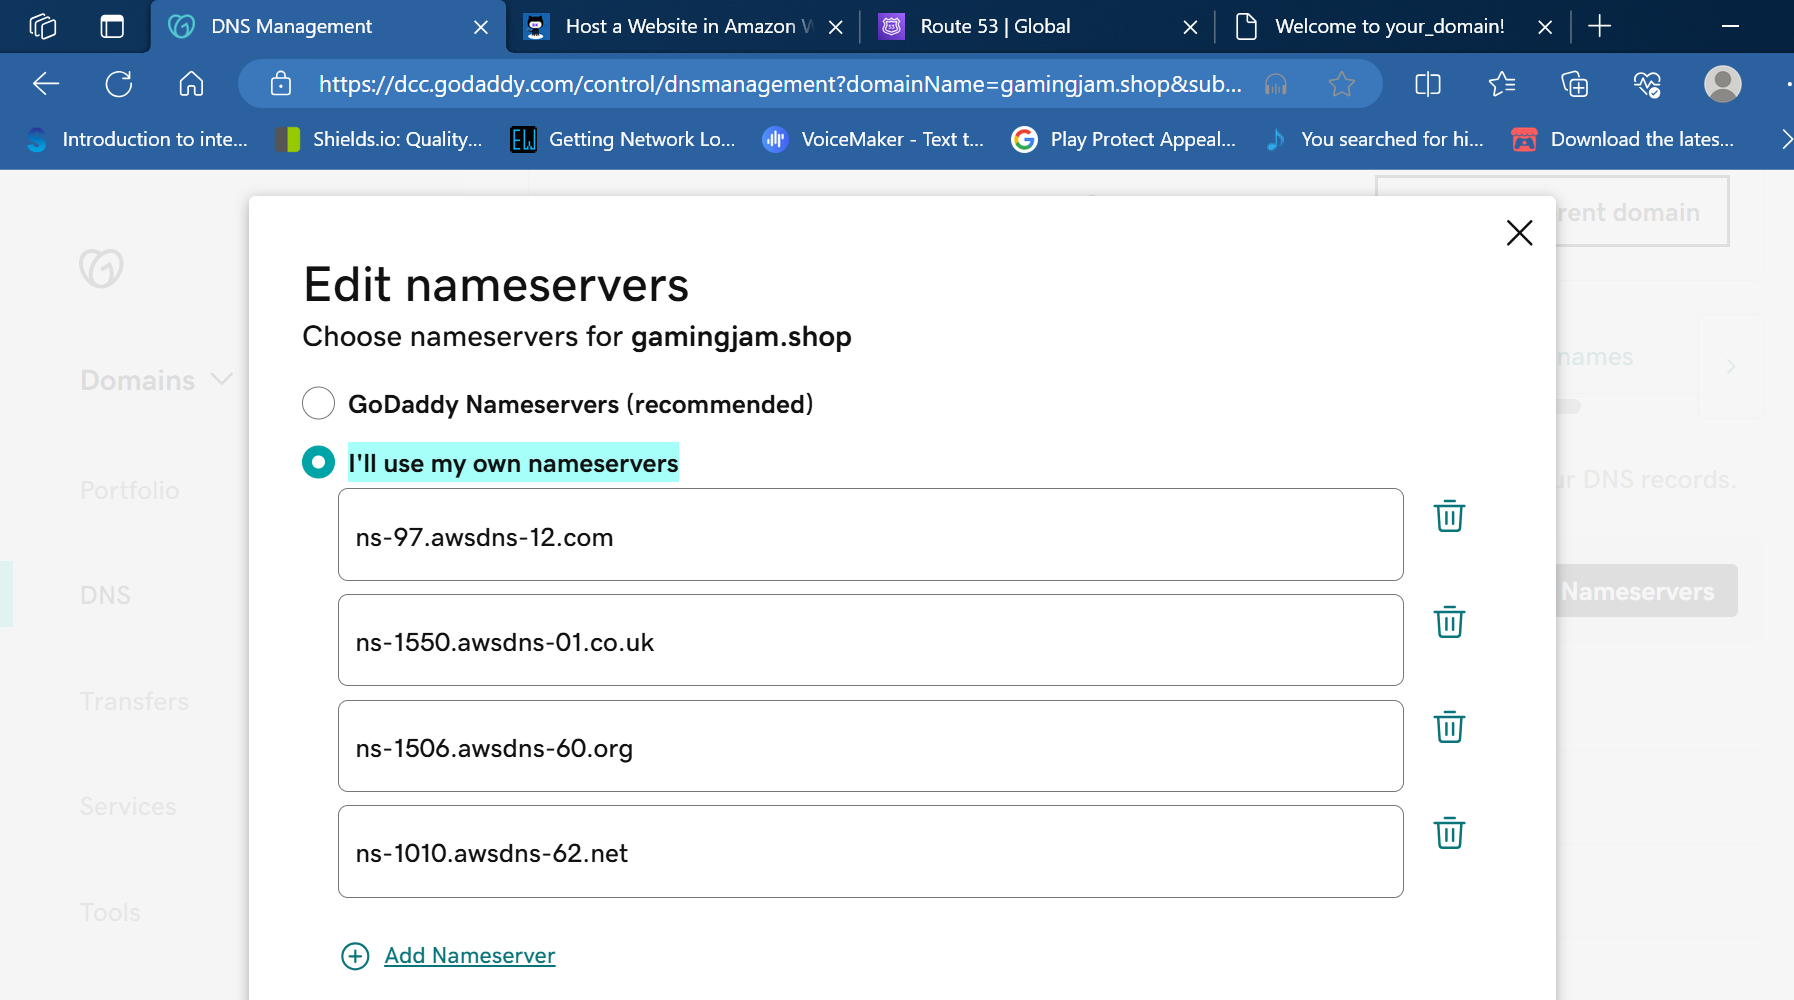 DNS Management
Host a Website in Amazon W
Route 53 | Global
Welcome to your_domain!
https://dcc.godaddy.com/control/dnsmanagement?domainName=gamingjam.shop&sub...
Introduction to inte...
Shields.io: Quality...
EW
Getting Network Lo...
VoiceMaker - Text t...
Play Protect Appeal...
You searched for hi...
Download the lates...
rent domain
Edit nameservers
Choose nameservers for gamingjam.shop
names
Domains
GoDaddy Nameservers (recommended)
I'll use my own nameservers
Portfolio
ur DNS records.
ns-97.awsdns-12.com
DNS
Nameservers
ns-1550.awsdns-01.co.uk
Transfers
ns-1506.awsdns-60.org
Services
ns-1010.awsdns-62.net
Tools
Add Nameserver